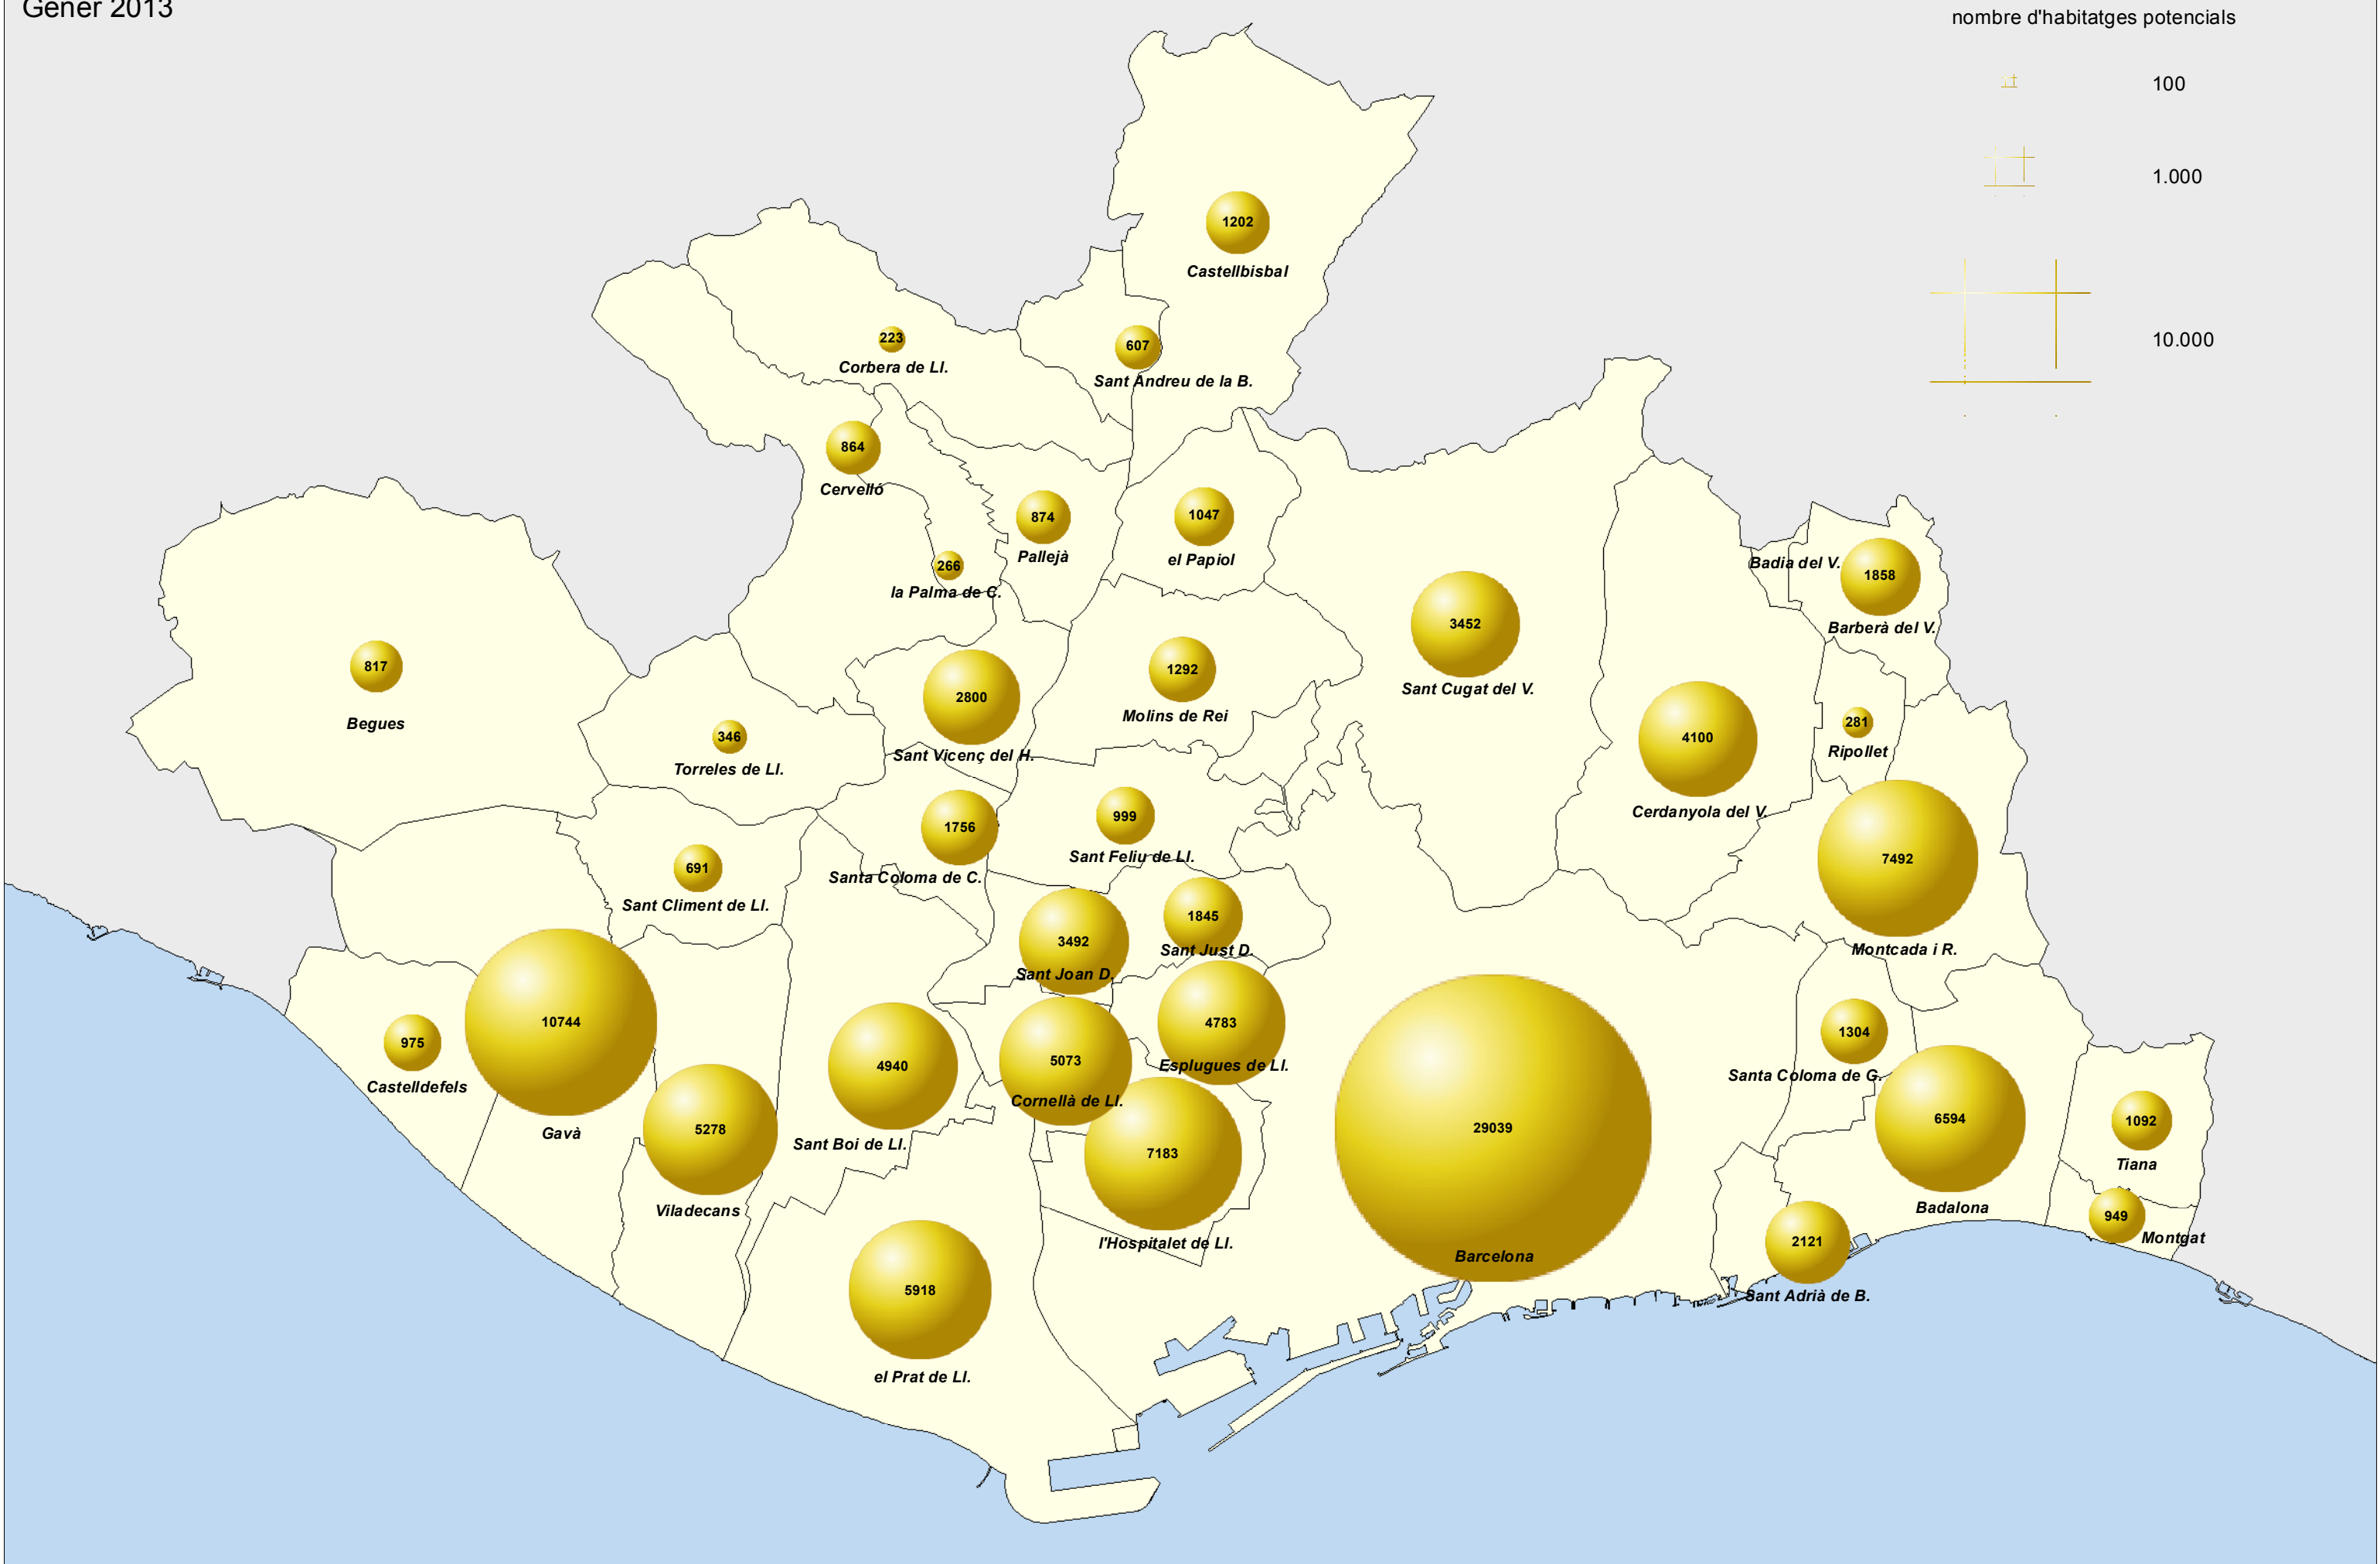 Gener 2013
nombre d'habitatges potencials
100
1.000
10.000
1202
Castellbisbal
223
Corbera de Ll.
607
Sant Andreu de la B.
864
Cervelló
874
Pallejà
1047
el Papiol
266
la Palma de C.
Badia del V.
1858
Barberà del V.
3452
Sant Cugat del V.
817
Begues
2800
Sant Vicenç del H.
1292
Molins de Rei
346
Torreles de Ll.
4100
Cerdanyola del V.
281
Ripollet
1756
Santa Coloma de C.
999
Sant Feliu de Ll.
7492
Montcada i R.
691
Sant Climent de Ll.
3492
Sant Joan D.
1845
Sant Just D.
10744
Gavà
975
Castelldefels
4940
Sant Boi de Ll.
5073
Cornellà de Ll.
4783
Esplugues de Ll.
1304
Santa Coloma de G.
5278
Viladecans
7183
l'Hospitalet de Ll.
29039
Barcelona
6594
Badalona
1092
Tiana
949
Montgat
2121
Sant Adrià de B.
5918
el Prat de Ll.